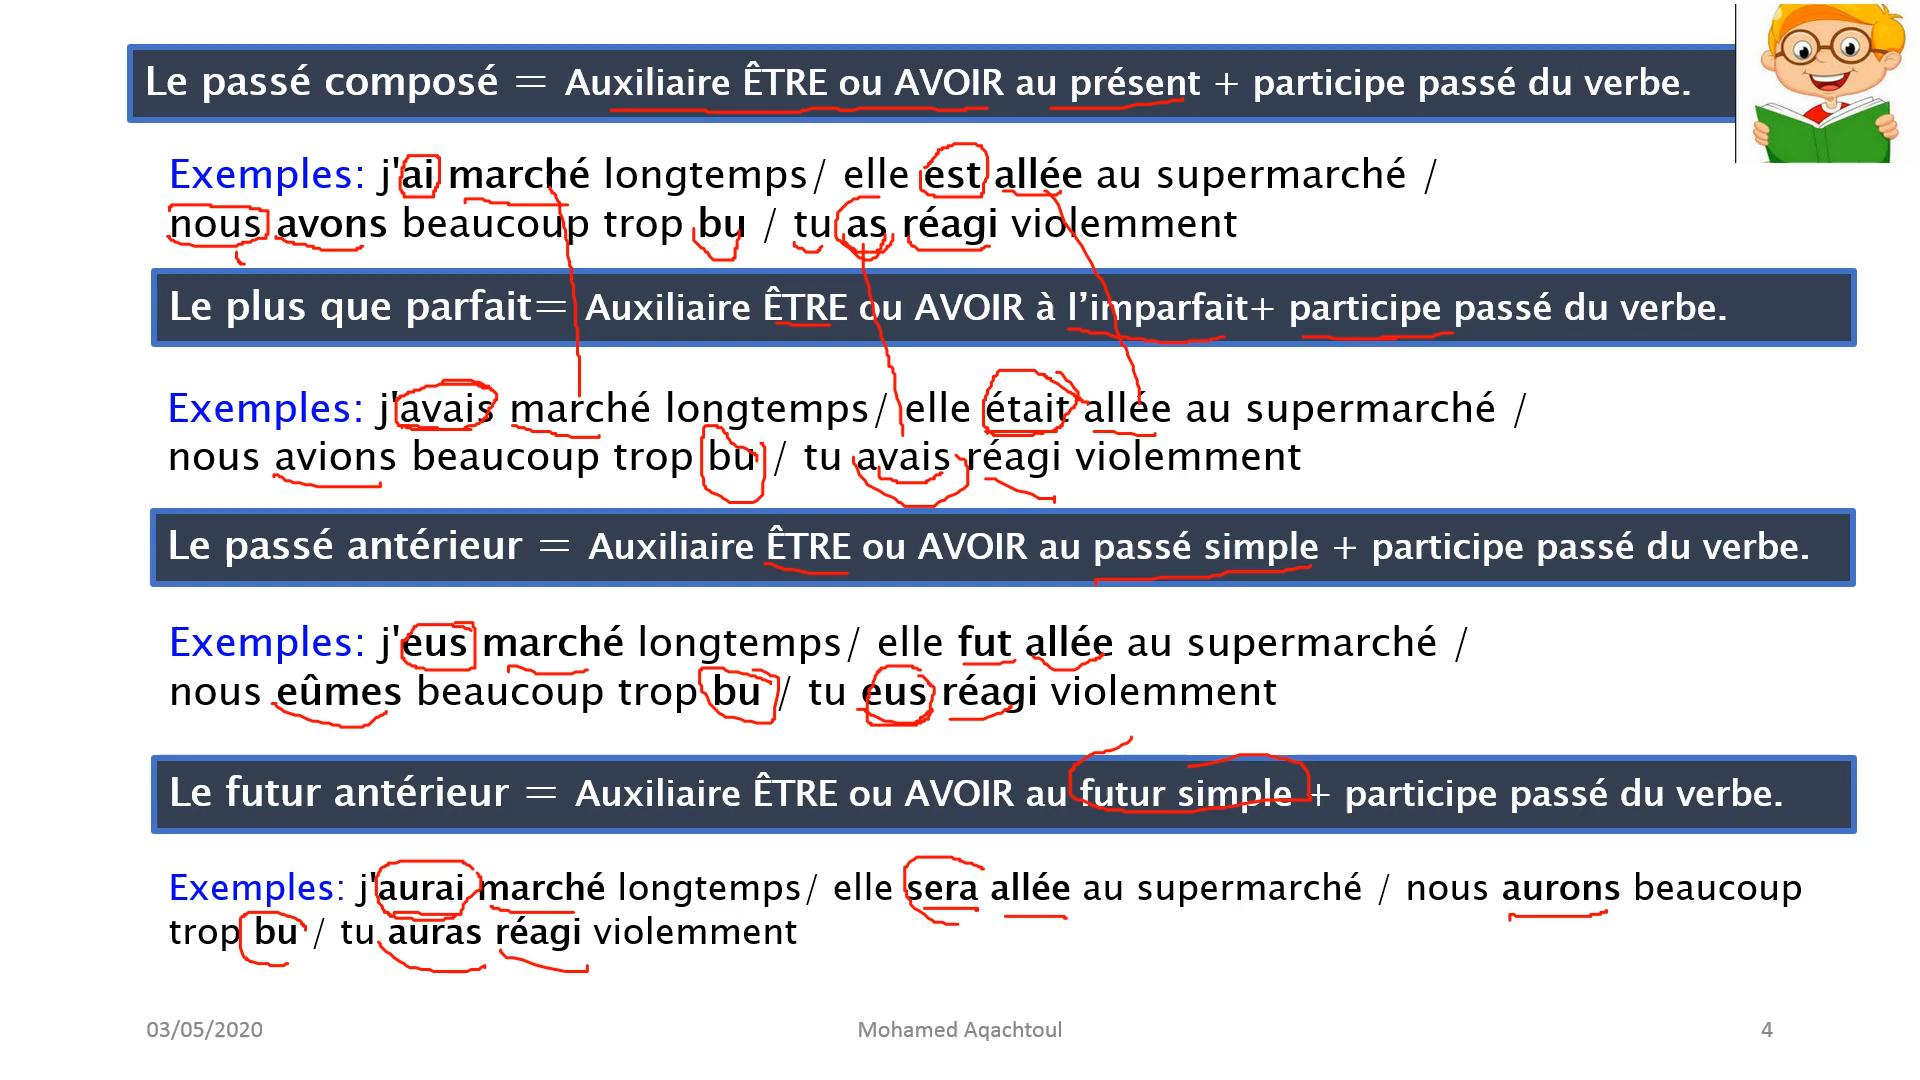 Le passé composé = Auxiliaire ÊTRE ou AVOIR au présent + participe passé du verbe.
Exemples: j'ai marché longtemps/ elle est allée au supermarché /
nous avons beaucoup trop bu / tu as réagi violemment
Le plus que parfait= Auxiliaire ÊTRE ou AVOIR à l’imparfait+ participe passé du verbe.
Exemples: j'avais marché longtemps/ elle était allée au supermarché /
nous avions beaucoup trop bu / tu avais réagi violemment
Le passé antérieur = Auxiliaire ÊTRE ou AVOIR au passé simple + participe passé du verbe.
Exemples: j'eus marché longtemps/ elle fut allée au supermarché /
nous eûmes beaucoup trop bu / tu eus réagi violemment
Le futur antérieur = Auxiliaire ÊTRE ou AVOIR au futur simple + participe passé du verbe.
Exemples: j'aurai marché longtemps/ elle sera allée au supermarché / nous aurons beaucoup
trop bu / tu auras réagi violemment
03/05/2020 Mohamed Aqachtoul 4